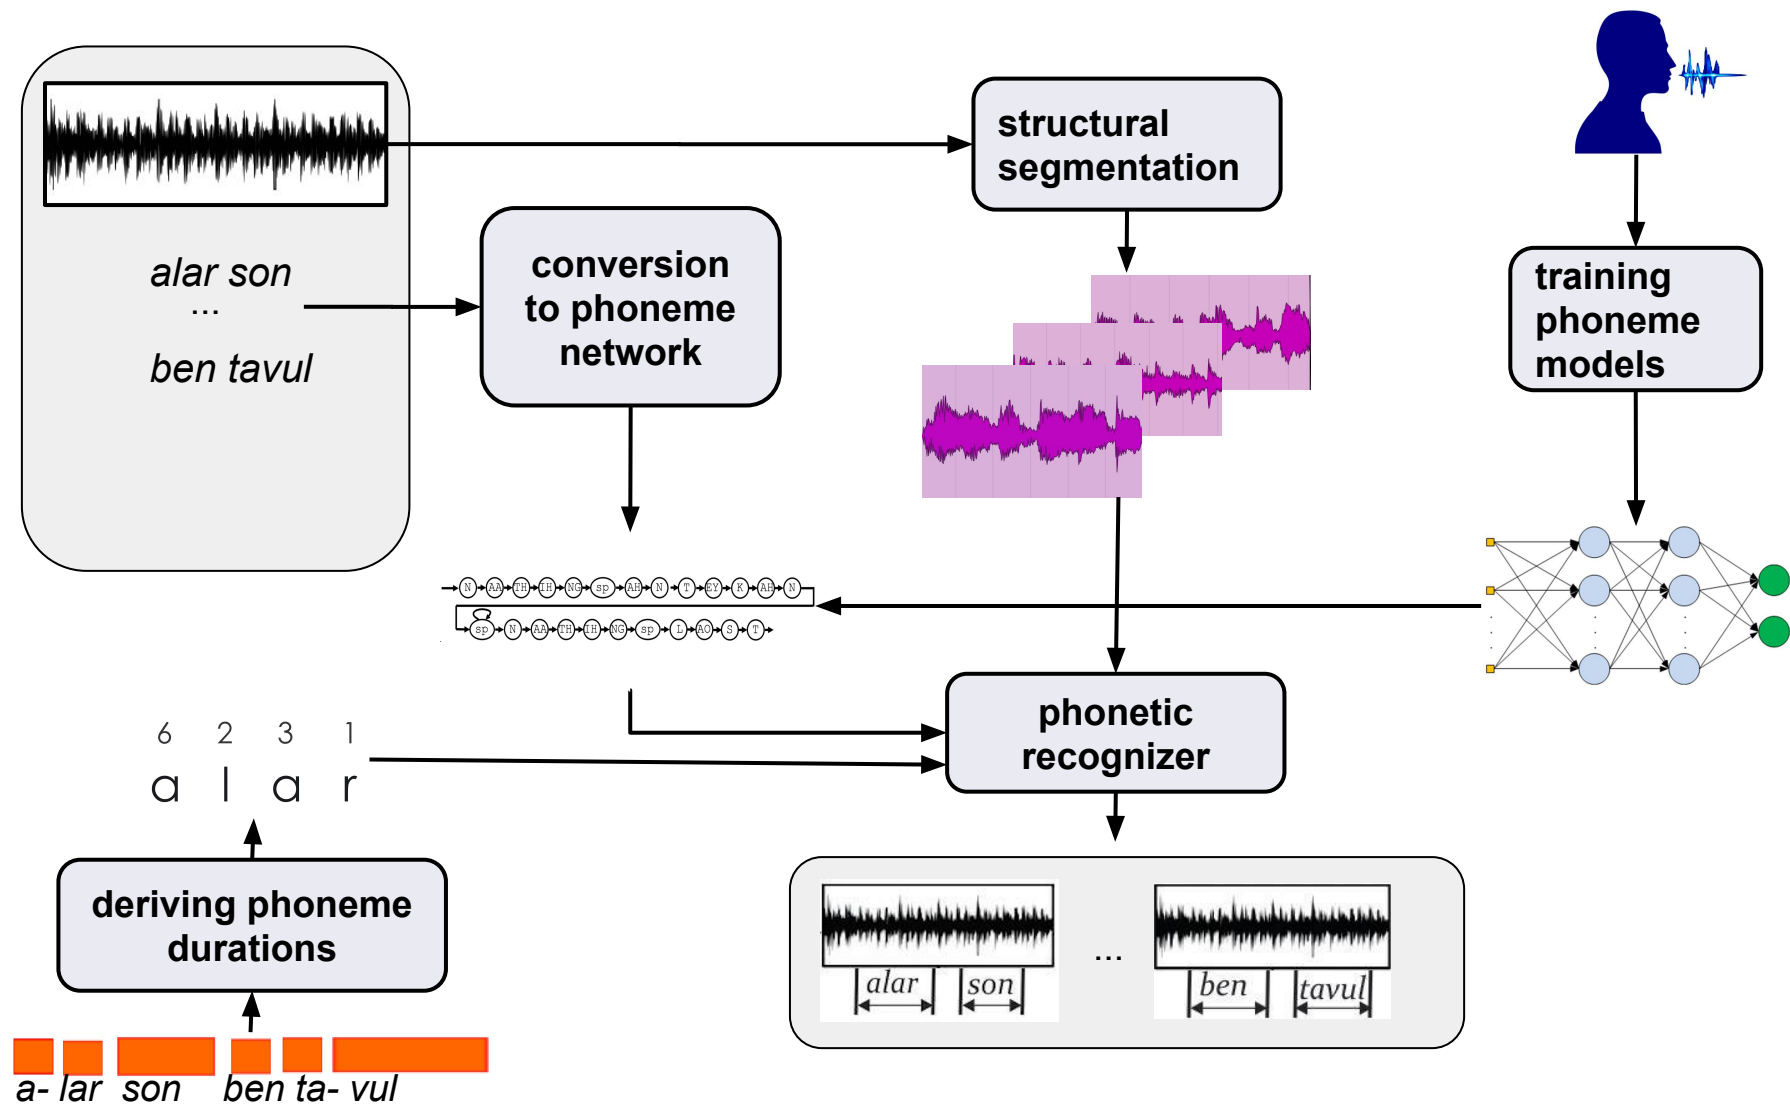 structural
segmentation
alar son
...
ben tavul
conversion
to phoneme
network
training
phoneme
models
N AA TH IH NG sp AH N T EY K AH N
sp N AA TH IH NG sp L AO S T
phonetic
recognizer
6 2 3 1
a l a r
deriving phoneme
durations
a- lar son ben ta- vul
alar son ... ben tavul